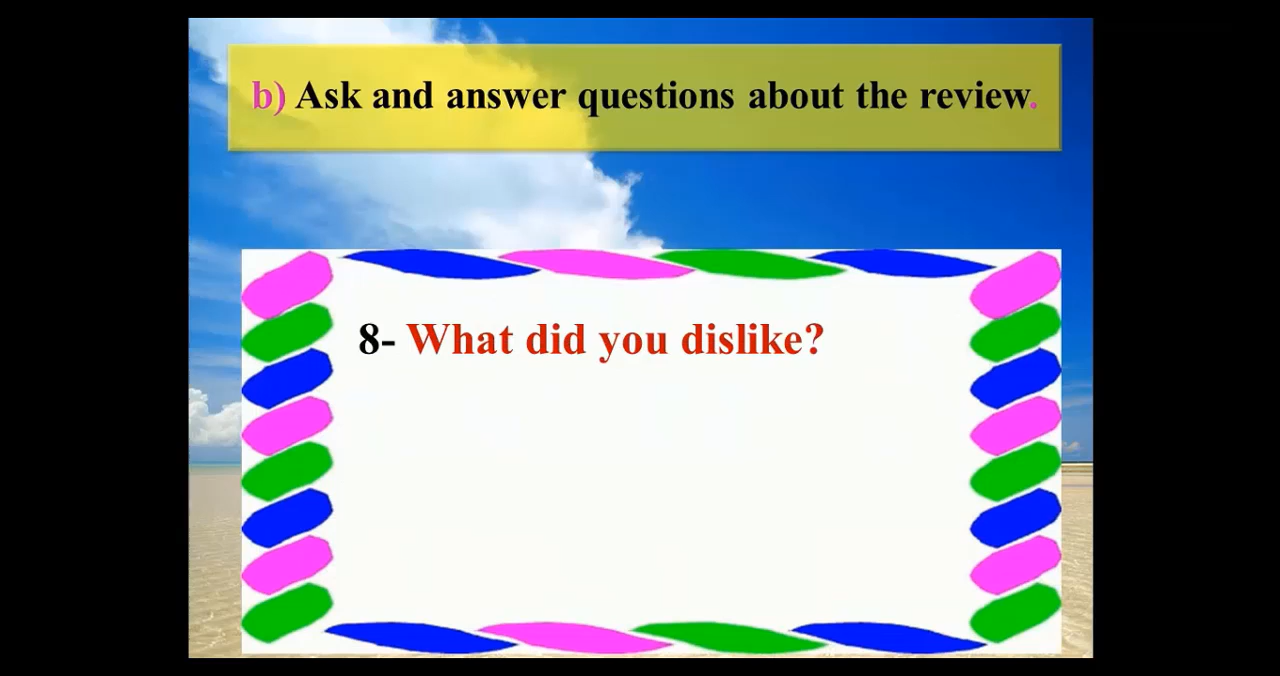 b) Ask and answer questions about the review.
8- What did you dislike?